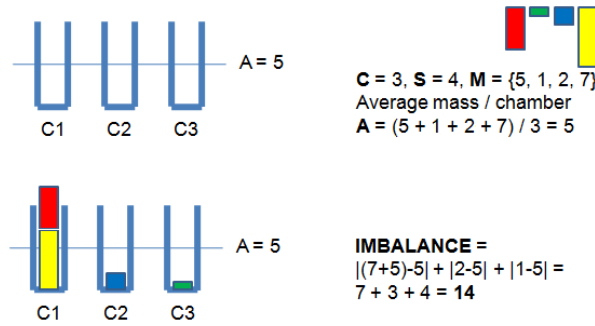 A = 5
C1 C2 C3
C = 3, S = 4, M = {5, 1, 2, 7}
Average mass / chamber
A = (5 + 1 + 2 + 7) / 3 = 5
A = 5
C1 C2 C3
IMBALANCE =
|(7+5)-5| + |2-5| + |1-5| =
7 + 3 + 4 = 14